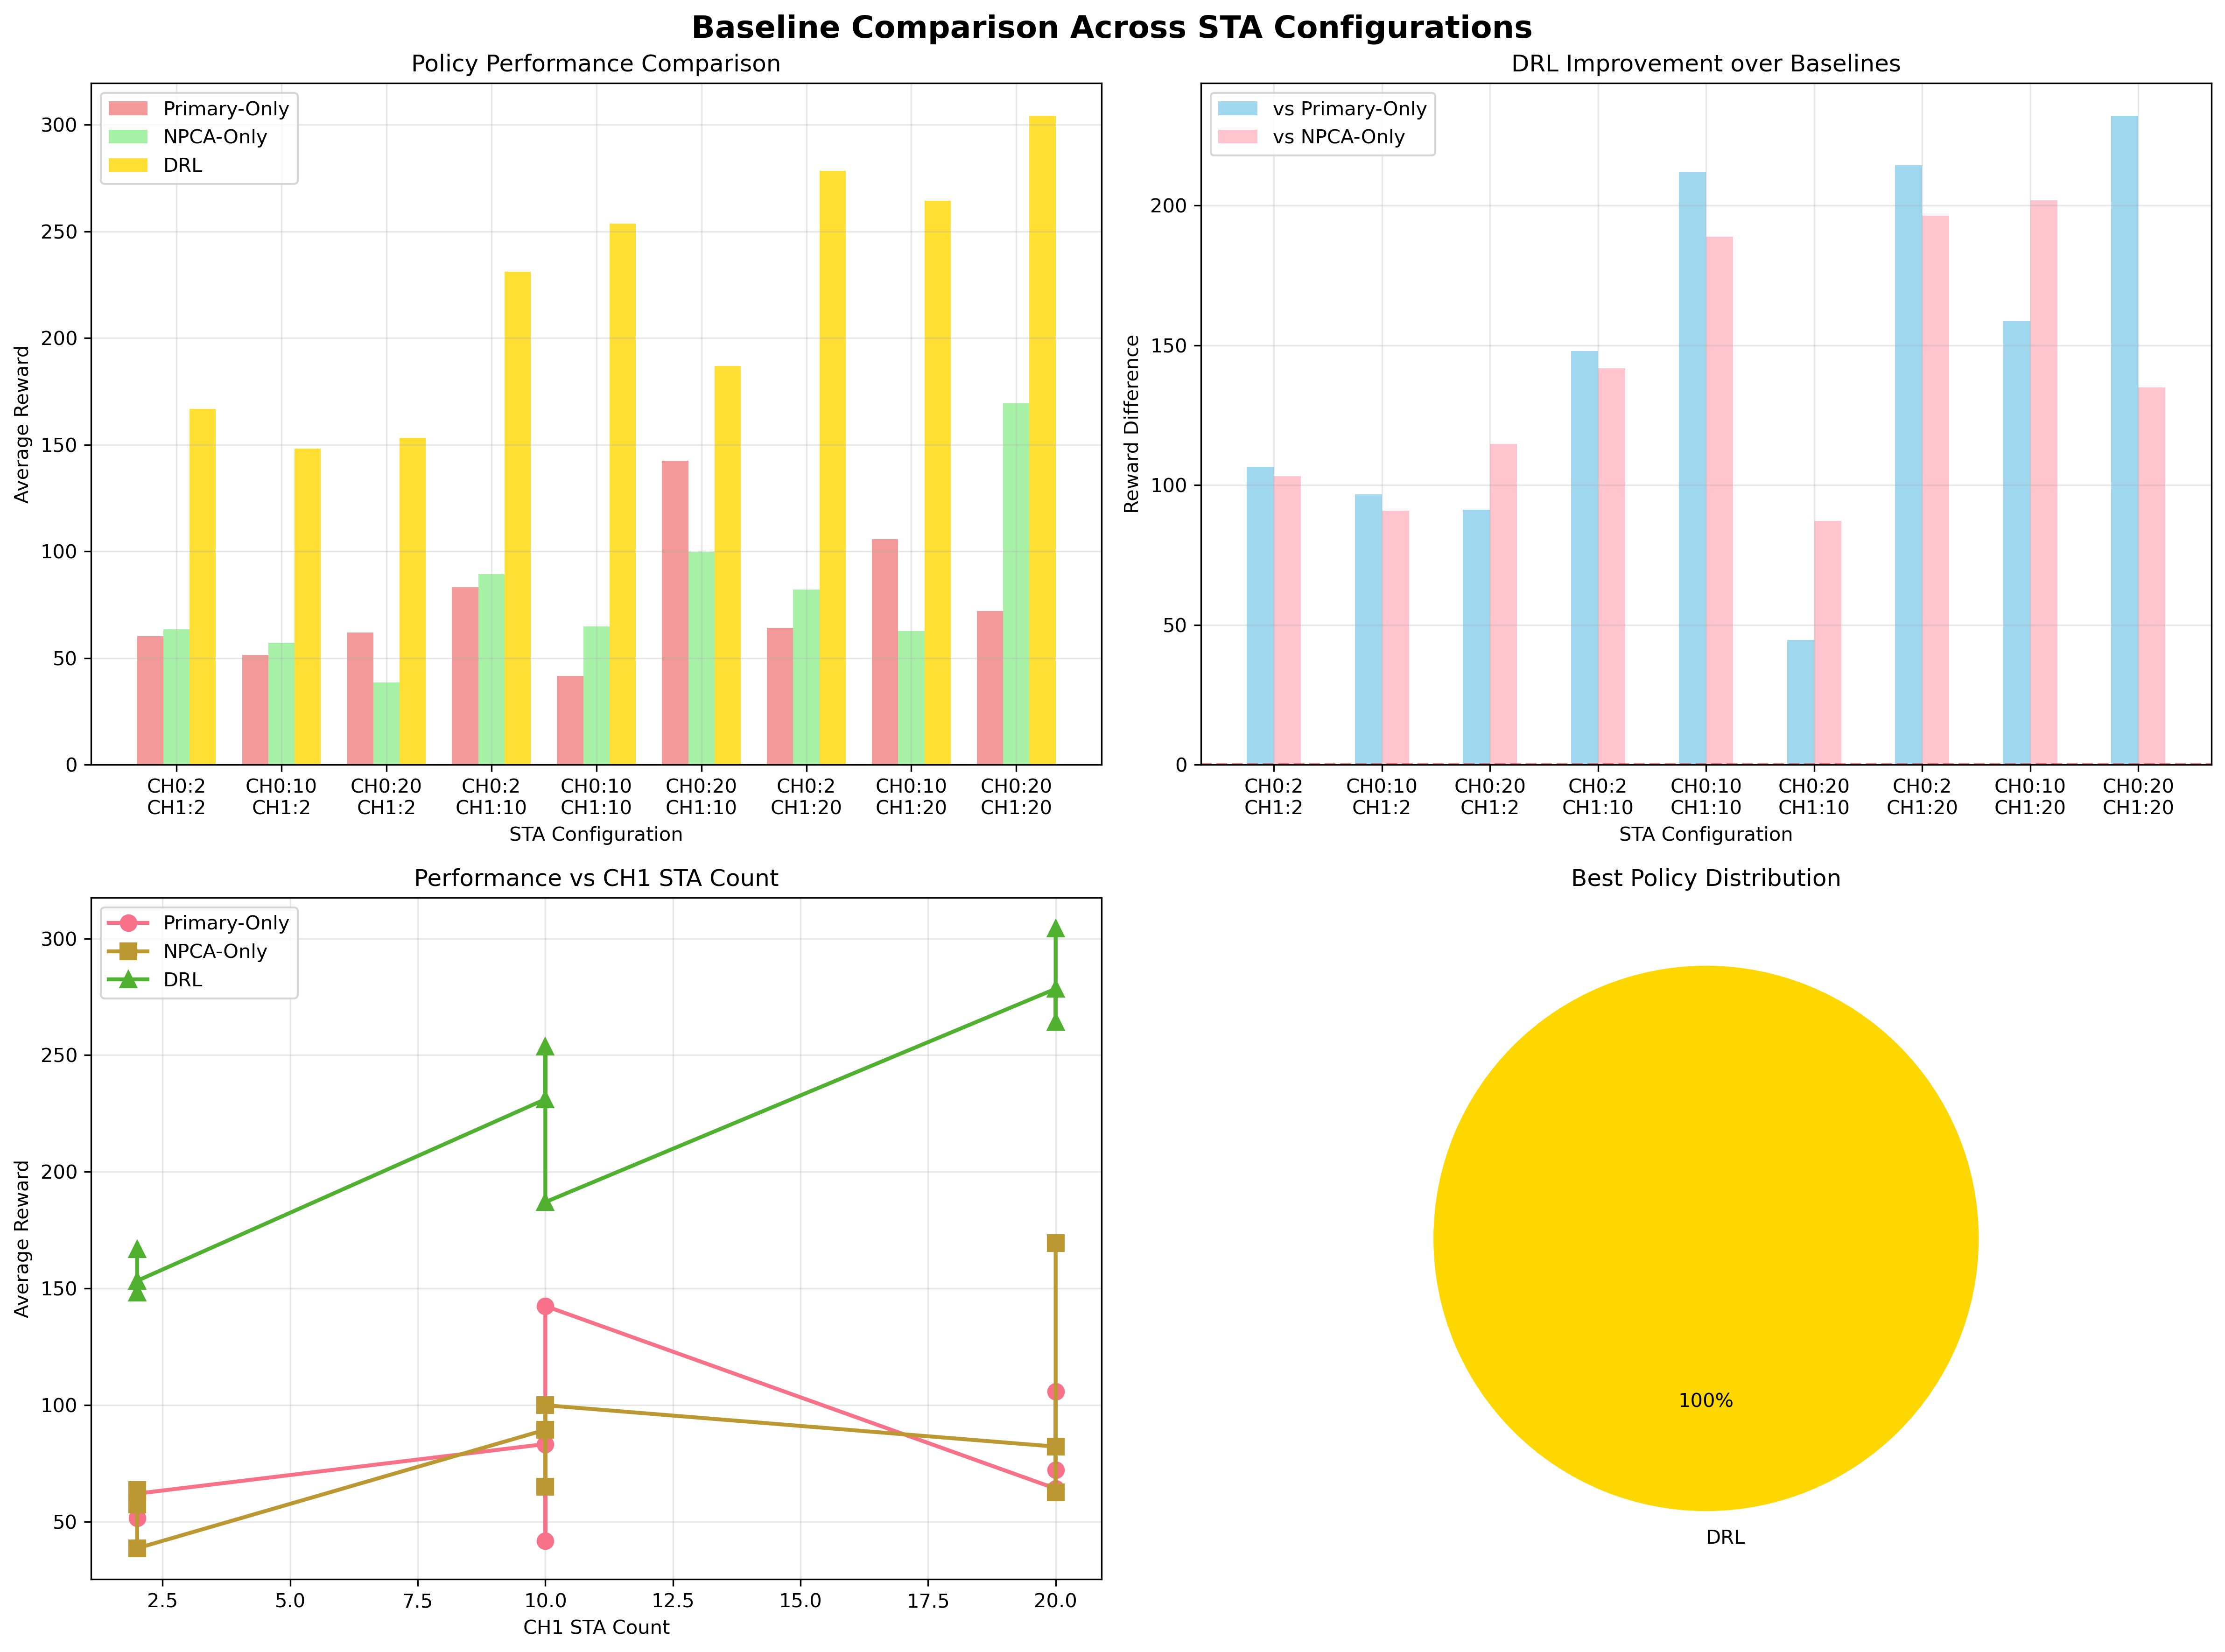 Baseline Comparison Across STA Configurations
Policy Performance Comparison
Primary-Only
NPCA-Only
DRL
Average Reward
300
250
200
150
100
50
0
CH0:2 CH0:10 CH0:20 CH0:2 CH0:10 CH0:20 CH0:2 CH0:10 CH0:20
CH1:2 CH1:2 CH1:2 CH1:10 CH1:10 CH1:10 CH1:20 CH1:20 CH1:20
STA Configuration
DRL Improvement over Baselines
vs Primary-Only
vs NPCA-Only
Reward Difference
200
150
100
50
0
CH0:2 CH0:10 CH0:20 CH0:2 CH0:10 CH0:20 CH0:2 CH0:10 CH0:20
CH1:2 CH1:2 CH1:2 CH1:10 CH1:10 CH1:10 CH1:20 CH1:20 CH1:20
STA Configuration
Performance vs CH1 STA Count
Primary-Only
NPCA-Only
DRL
Average Reward
300
250
200
150
100
50
2.5 5.0 7.5 10.0 12.5 15.0 17.5 20.0
CH1 STA Count
Best Policy Distribution
100%
DRL